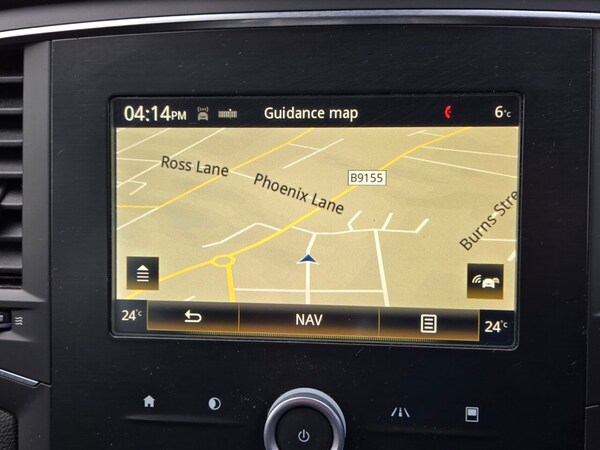 04:14PM Guidance map 6°C
Ross Lane
Phoenix Lane
B9155
Burns Stre
24°C NAV 24°C